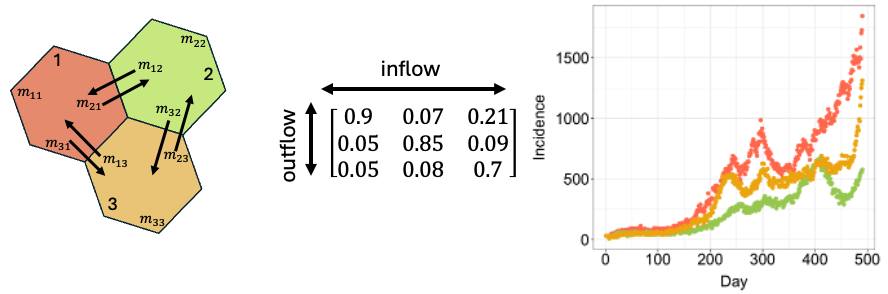 1
2
3
m₁₁
m₂₂
m₃₃
m₁₂
m₂₁
m₃₂
m₂₃
m₃₁
m₁₃
inflow
outflow
0.9 0.07 0.21
0.05 0.85 0.09
0.05 0.08 0.7
Incidence
1500
1000
500
0
0 100 200 300 400 500
Day